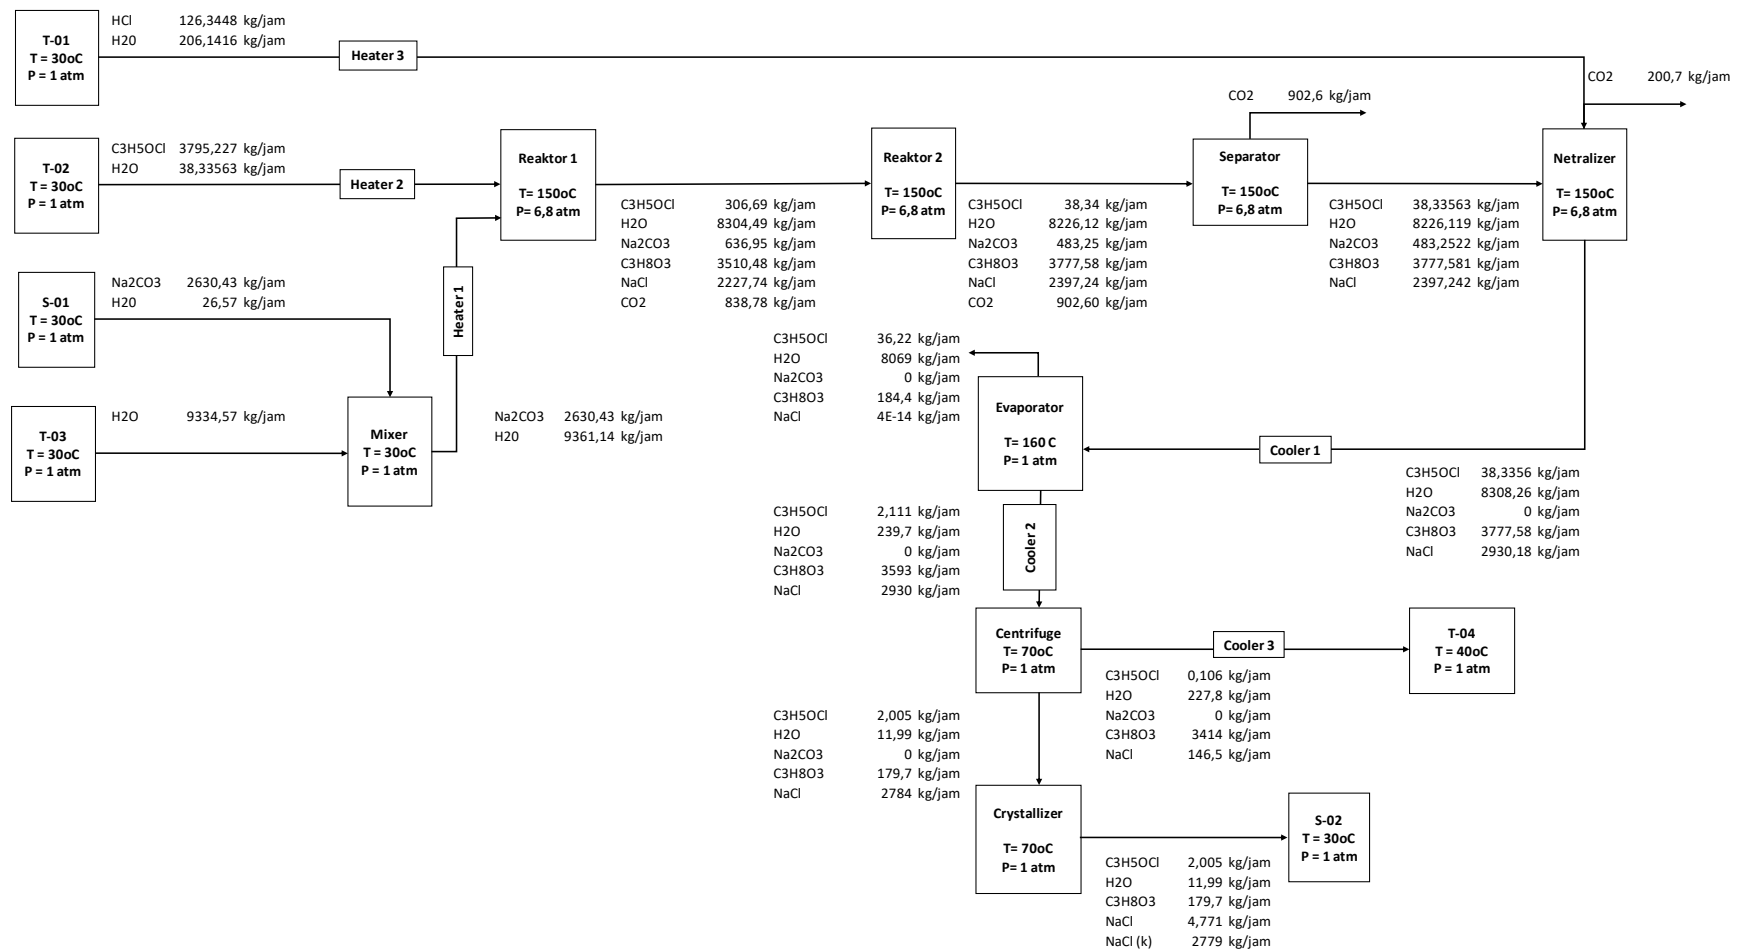 HCl 126,3448 kg/jam
H20 206,1416 kg/jam
T-01
T = 30oC
P = 1 atm
Heater 3
CO2 200,7 kg/jam
CO2 902,6 kg/jam
C3H5OCl 3795,227 kg/jam
H2O 38,33563 kg/jam
T-02
T = 30oC
P = 1 atm
Heater 2
Reaktor 1
T= 150oC
P= 6,8 atm
Reaktor 2
T= 150oC
P= 6,8 atm
Separator
T= 150oC
P= 6,8 atm
Netralizer
T= 150oC
P= 6,8 atm
C3H5OCl 306,69 kg/jam
H2O 8304,49 kg/jam
Na2CO3 636,95 kg/jam
C3H8O3 3510,48 kg/jam
NaCl 2227,74 kg/jam
CO2 838,78 kg/jam
C3H5OCl 38,34 kg/jam
H2O 8226,12 kg/jam
Na2CO3 483,25 kg/jam
C3H8O3 3777,58 kg/jam
NaCl 2397,24 kg/jam
CO2 902,60 kg/jam
C3H5OCl 38,33563 kg/jam
H2O 8226,119 kg/jam
Na2CO3 483,2522 kg/jam
C3H8O3 3777,581 kg/jam
NaCl 2397,242 kg/jam
Na2CO3 2630,43 kg/jam
H20 26,57 kg/jam
S-01
T = 30oC
P = 1 atm
Heater 1
C3H5OCl 36,22 kg/jam
H2O 8069 kg/jam
Na2CO3 0 kg/jam
C3H8O3 184,4 kg/jam
NaCl 4E-14 kg/jam
Evaporator
T= 160 C
P= 1 atm
H2O 9334,57 kg/jam
T-03
T = 30oC
P = 1 atm
Mixer
T = 30oC
P = 1 atm
Na2CO3 2630,43 kg/jam
H20 9361,14 kg/jam
Cooler 1
C3H5OCl 38,3356 kg/jam
H2O 8308,26 kg/jam
Na2CO3 0 kg/jam
C3H8O3 3777,58 kg/jam
NaCl 2930,18 kg/jam
C3H5OCl 2,111 kg/jam
H2O 239,7 kg/jam
Na2CO3 0 kg/jam
C3H8O3 3593 kg/jam
NaCl 2930 kg/jam
Cooler 2
Centrifuge
T= 70oC
P= 1 atm
Cooler 3
T-04
T = 40oC
P = 1 atm
C3H5OCl 0,106 kg/jam
H2O 227,8 kg/jam
Na2CO3 0 kg/jam
C3H8O3 3414 kg/jam
NaCl 146,5 kg/jam
C3H5OCl 2,005 kg/jam
H2O 11,99 kg/jam
Na2CO3 0 kg/jam
C3H8O3 179,7 kg/jam
NaCl 2784 kg/jam
Crystallizer
T= 70oC
P= 1 atm
S-02
T = 30oC
P = 1 atm
C3H5OCl 2,005 kg/jam
H2O 11,99 kg/jam
C3H8O3 179,7 kg/jam
NaCl 4,771 kg/jam
NaCl (k) 2779 kg/jam